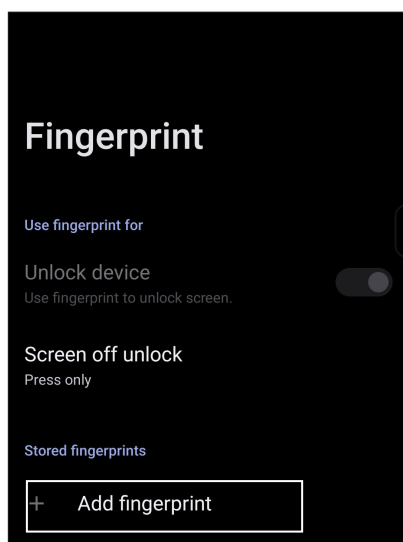 Fingerprint
Use fingerprint for
Unlock device
Use fingerprint to unlock screen.
Screen off unlock
Press only
Stored fingerprints
+ Add fingerprint